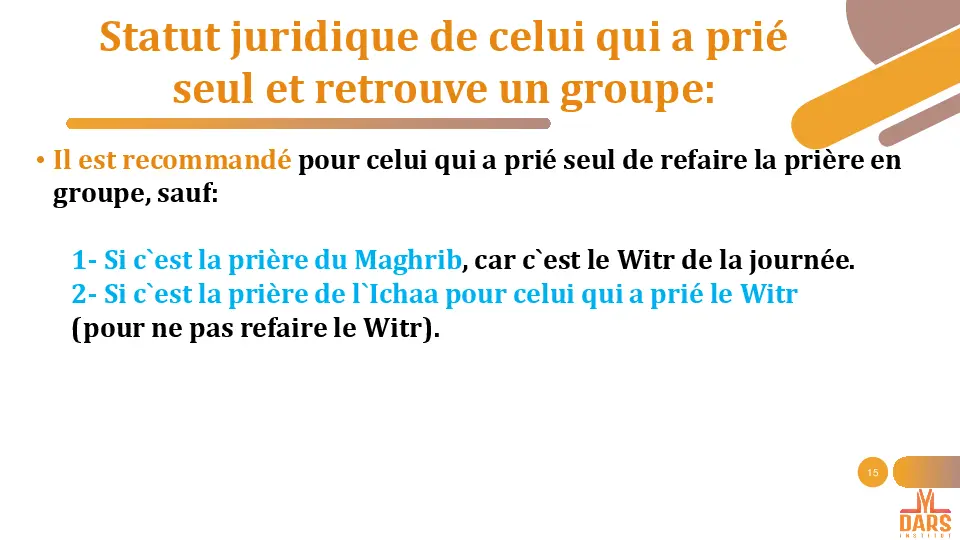 Statut juridique de celui qui a prié
seul et retrouve un groupe:
• Il est recommandé pour celui qui a prié seul de refaire la prière en
groupe, sauf:
1- Si c`est la prière du Maghrib, car c`est le Witr de la journée.
2- Si c`est la prière de l`Ichaa pour celui qui a prié le Witr
(pour ne pas refaire le Witr).
15
DARS
INSTITUT